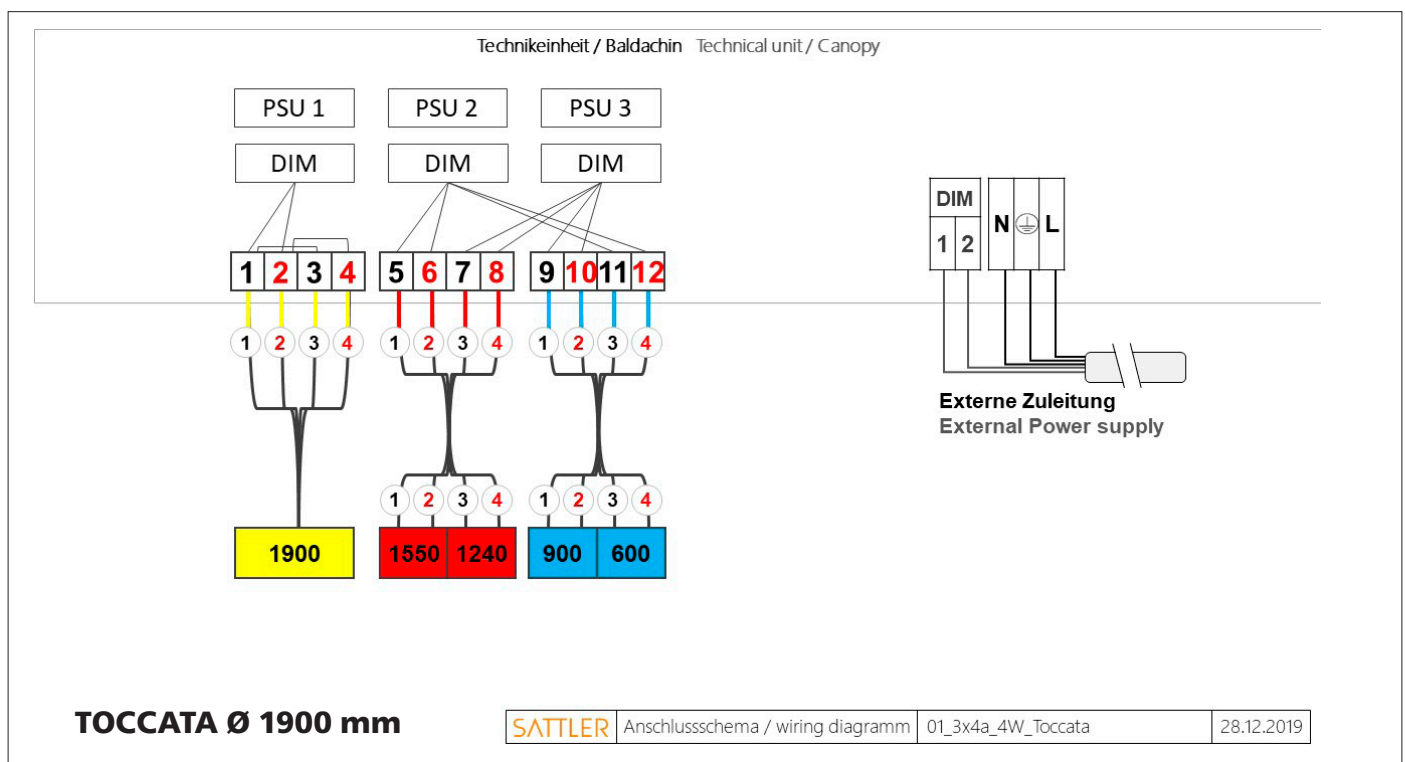 Technikeinheit / Baldachin Technical unit / Canopy
PSU 1 PSU 2 PSU 3
DIM DIM DIM
DIM
1 2 N L
1 2 3 4 5 6 7 8 9 10 11 12
1 2 3 4 1 2 3 4 1 2 3 4
Externe Zuleitung
External Power supply
1 2 3 4 1 2 3 4
1900 1550 1240 900 600
TOCCATA Ø 1900 mm
SATTLER Anschlussschema / wiring diagramm 01_3x4a_4W_Toccata 28.12.2019